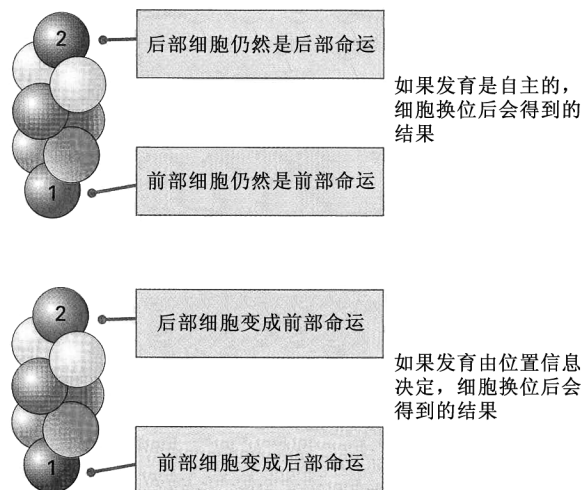 2
后部细胞仍然是后部命运
如果发育是自主的，
细胞换位后会得到的
结果
前部细胞仍然是前部命运
1
2
后部细胞变成前部命运
如果发育由位置信息
决定，细胞换位后会
得到的结果
前部细胞变成后部命运
1